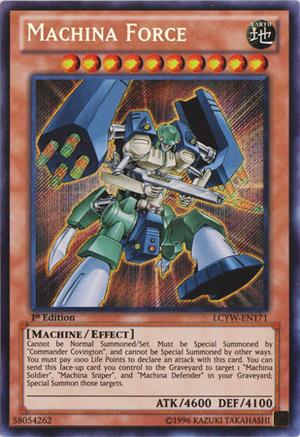 MACHINA FORCE
EARTH
地
1st Edition
LCYW-EN171
[MACHINE/EFFECT]
Cannot be Normal Summoned/Set. Must be Special Summoned by
"Commander Covington", and cannot be Special Summoned by other ways.
You must pay 1000 Life Points to declare an attack with this card. You can
send this face-up card you control to the Graveyard to target 1 "Machina
Soldier", "Machina Sniper", and "Machina Defender" in your Graveyard;
Special Summon those targets.
ATK/4600 DEF/4100
58054262
©1996 KAZUKI TAKAHASHI